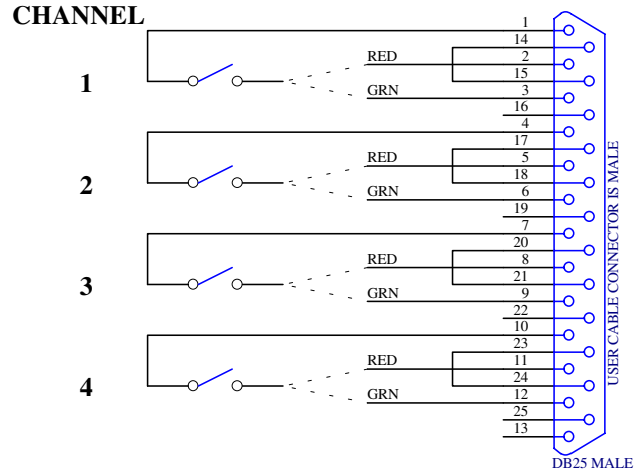 CHANNEL
1
14
RED
2
1
15
GRN
3
16
4
17
RED
5
2
18
GRN
6
19
7
20
RED
8
3
21
GRN
9
22
10
23
RED
11
4
24
GRN
12
25
13
USER CABLE CONNECTOR IS MALE
DB25 MALE